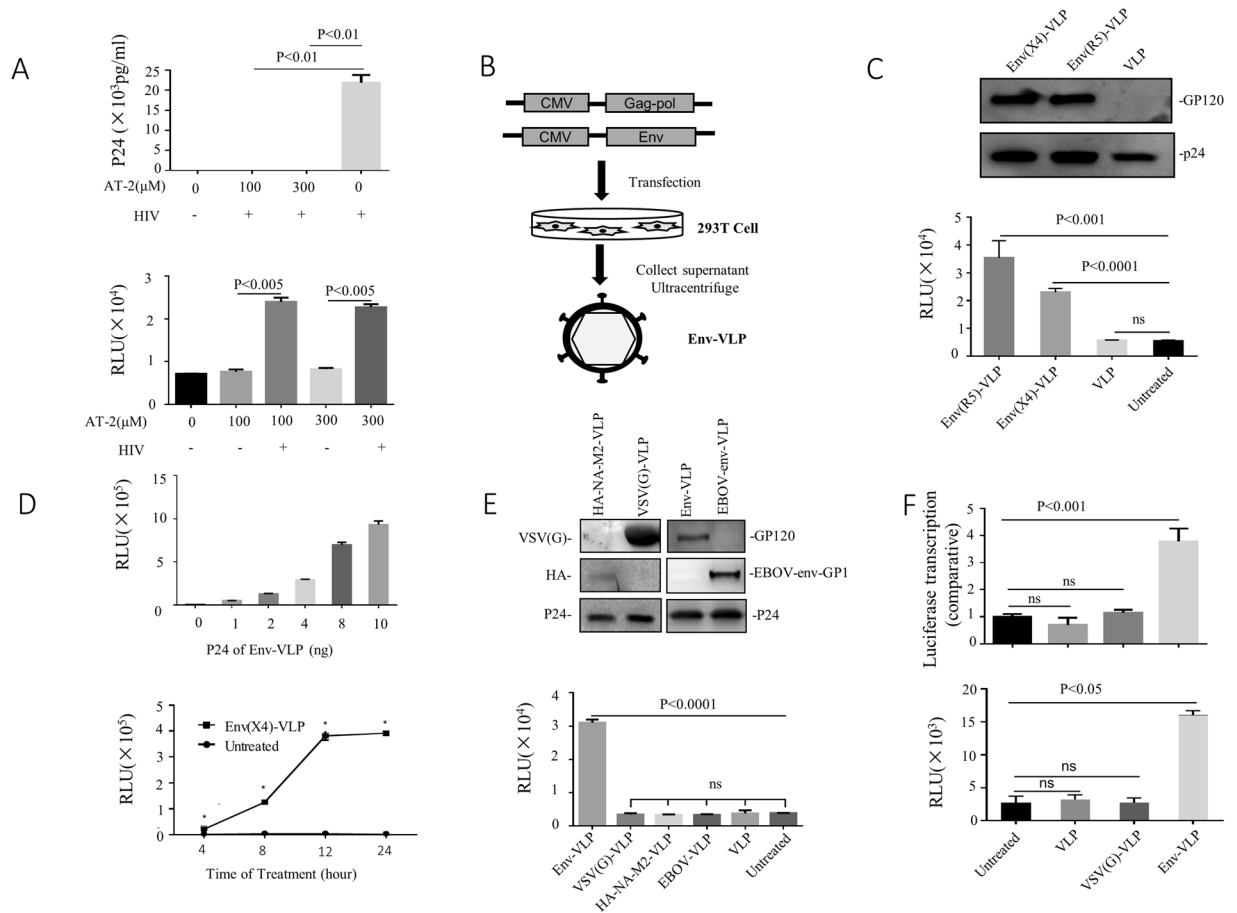 A
P<0.01
P<0.01
P24 (×10³pg/ml)
25
20
15
10
5
0
AT-2(μM) 0 100 300 0
HIV - + + +
RLU(×10⁴)
3
2
1
0
P<0.005 P<0.005
AT-2(μM) 0 100 100 300 300
HIV - + - +
B
CMV Gag-pol
CMV Env
Transfection
293T Cell
Collect supernatant
Ultracentrifuge
Env-VLP
C
Env(X4)-VLP Env(R5)-VLP VLP
-GP120
-p24
P<0.001
P<0.0001
ns
RLU(×10⁴)
5
4
3
2
1
0
Env(R5)-VLP Env(X4)-VLP VLP Untreated
D
RLU(×10⁵)
15
10
5
0
0 1 2 4 8 10
P24 of Env-VLP (ng)
RLU(×10⁵)
5
4
3
2
1
0
Env(X4)-VLP
Untreated
* * * *
4 8 12 24
Time of Treatment (hour)
E
HA-NA-M2-VLP VSV(G)-VLP Env-VLP EBOV-env-VLP
VSV(G)- -GP120
HA- -EBOV-env-GP1
P24- -P24
P<0.0001
ns
RLU(×10⁴)
4
3
2
1
0
Env-VLP VSV(G)-VLP HA-NA-M2-VLP EBOV-VLP VLP Untreated
F
P<0.001
ns
ns
Luciferase transcription
(comparative)
5
4
3
2
1
0
P<0.05
ns
ns
RLU(×10³)
20
15
10
5
0
Untreated VLP VSV(G)-VLP Env-VLP